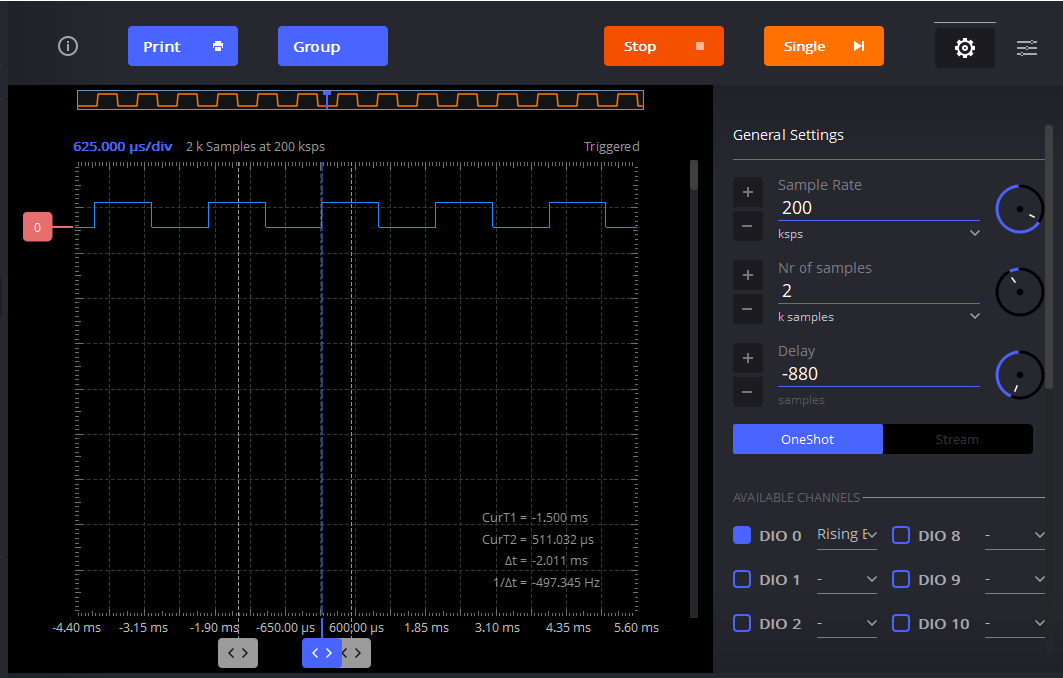 Print
Group
Stop
Single
625.000 µs/div 2 k Samples at 200 ksps Triggered
0
CurT1 = -1.500 ms
CurT2 = 511.032 µs
Δt = -2.011 ms
1/Δt = -497.345 Hz
-4.40 ms -3.15 ms -1.90 ms -650.00 µs 600.00 µs 1.85 ms 3.10 ms 4.35 ms 5.60 ms
General Settings
Sample Rate
200
ksps
Nr of samples
2
k samples
Delay
-880
samples
OneShot Stream
AVAILABLE CHANNELS
DIO 0 Rising E DIO 8 -
DIO 1 - DIO 9 -
DIO 2 - DIO 10 -